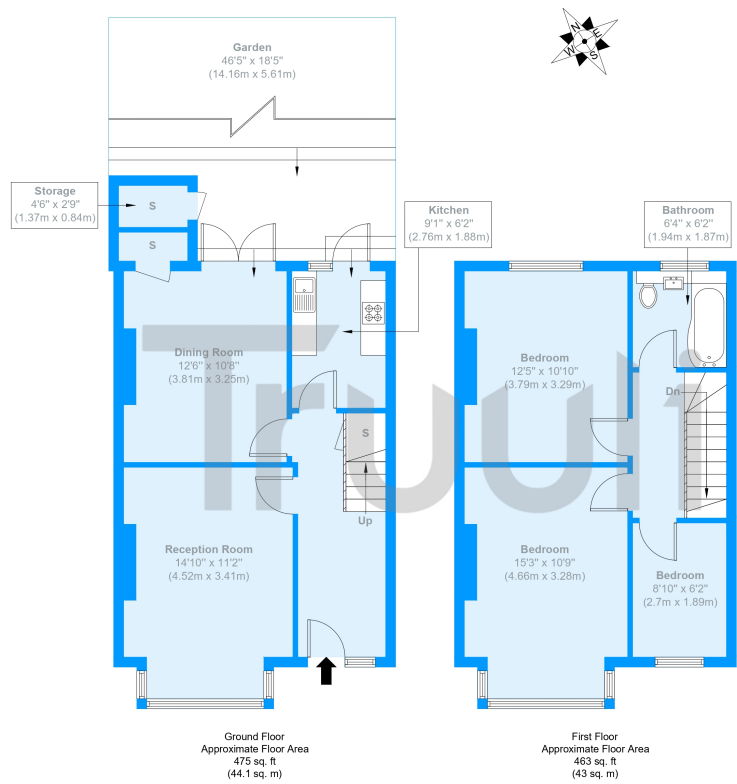 Garden
46'5" x 18'5"
(14.16m x 5.61m)
N
E
S
W
Storage
4'6" x 2'9"
(1.37m x 0.84m)
S
S
Kitchen
9'1" x 6'2"
(2.76m x 1.88m)
Bathroom
6'4" x 6'2"
(1.94m x 1.87m)
Dining Room
12'6" x 10'8"
(3.81m x 3.25m)
Bedroom
12'5" x 10'10"
(3.79m x 3.29m)
Dn
S
Truuli
Up
Reception Room
14'10" x 11'2"
(4.52m x 3.41m)
Bedroom
15'3" x 10'9"
(4.66m x 3.28m)
Bedroom
8'10" x 6'2"
(2.7m x 1.89m)
Ground Floor
Approximate Floor Area
475 sq. ft
(44.1 sq. m)
First Floor
Approximate Floor Area
463 sq. ft
(43 sq. m)